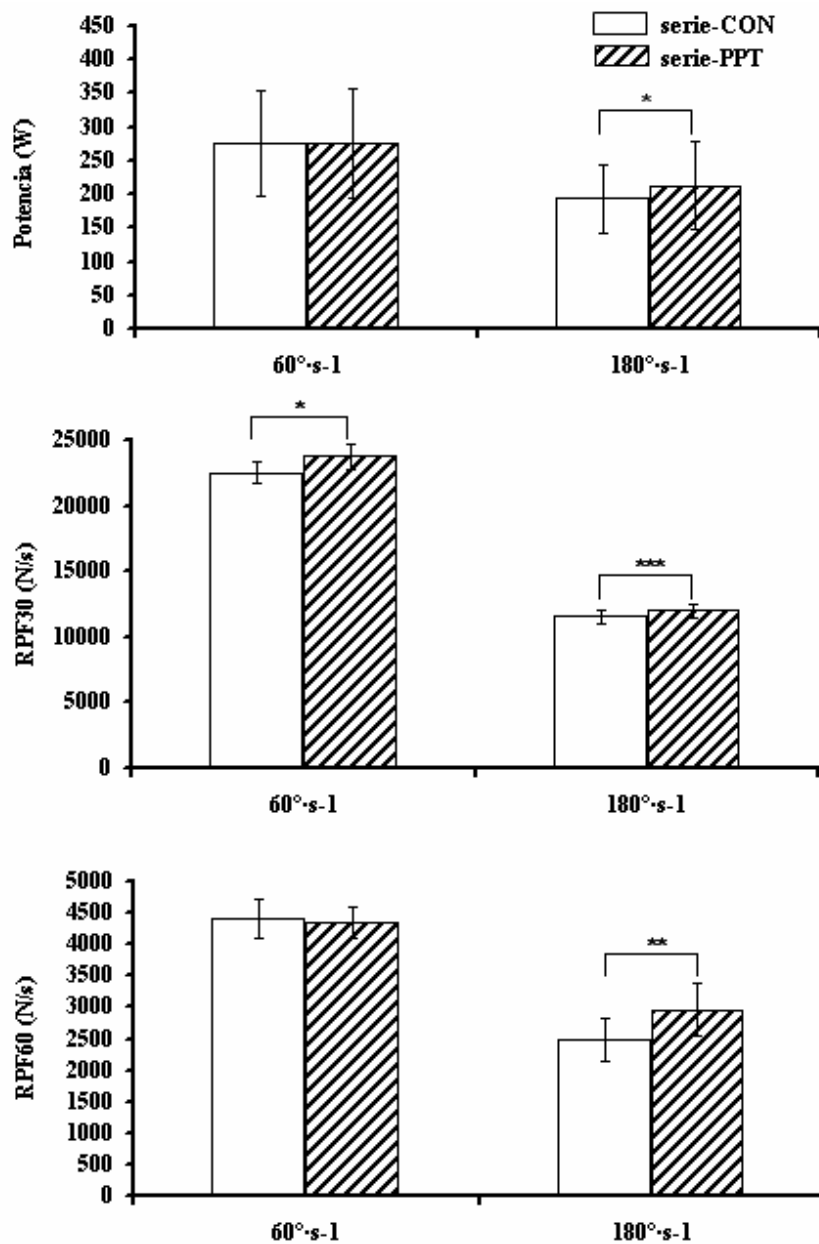 serie-CON
serie-PPT
Potencia (W)
450
400
350
300
250
200
150
100
50
0
*
60°·s-1
180°·s-1
RPF30 (N/s)
25000
20000
15000
10000
5000
0
*
***
60°·s-1
180°·s-1
RPF60 (N/s)
5000
4500
4000
3500
3000
2500
2000
1500
1000
500
0
**
60°·s-1
180°·s-1